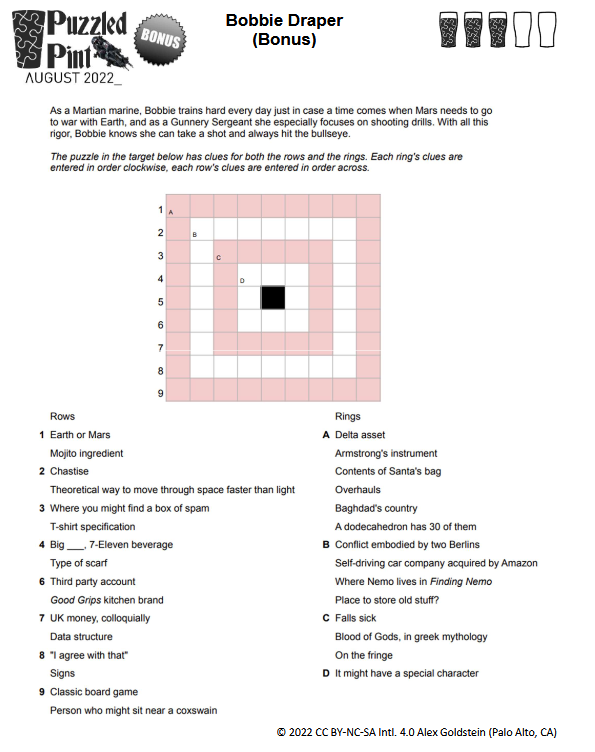 Puzzled
Pint
BONUS
AUGUST 2022_
Bobbie Draper
(Bonus)
As a Martian marine, Bobbie trains hard every day just in case a time comes when Mars needs to go
to war with Earth, and as a Gunnery Sergeant she especially focuses on shooting drills. With all this
rigor, Bobbie knows she can take a shot and always hit the bullseye.
The puzzle in the target below has clues for both the rows and the rings. Each ring's clues are
entered in order clockwise, each row's clues are entered in order across.
1 A
2 B
3 C
4 D
5
6
7
8
9
Rows
1 Earth or Mars
Mojito ingredient
2 Chastise
Theoretical way to move through space faster than light
3 Where you might find a box of spam
T-shirt specification
4 Big ___, 7-Eleven beverage
Type of scarf
6 Third party account
Good Grips kitchen brand
7 UK money, colloquially
Data structure
8 "I agree with that"
Signs
9 Classic board game
Person who might sit near a coxswain
Rings
A Delta asset
Armstrong's instrument
Contents of Santa's bag
Overhauls
Baghdad's country
A dodecahedron has 30 of them
B Conflict embodied by two Berlins
Self-driving car company acquired by Amazon
Where Nemo lives in Finding Nemo
Place to store old stuff?
C Falls sick
Blood of Gods, in greek mythology
On the fringe
D It might have a special character
© 2022 CC BY-NC-SA Intl. 4.0 Alex Goldstein (Palo Alto, CA)